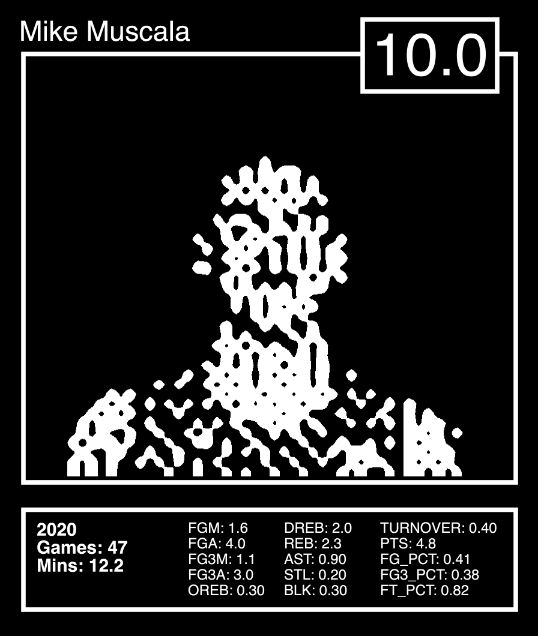 Mike Muscala
10.0
2020
Games: 47
Mins: 12.2
FGM: 1.6
FGA: 4.0
FG3M: 1.1
FG3A: 3.0
OREB: 0.30
DREB: 2.0
REB: 2.3
AST: 0.90
STL: 0.20
BLK: 0.30
TURNOVER: 0.40
PTS: 4.8
FG_PCT: 0.41
FG3_PCT: 0.38
FT_PCT: 0.82